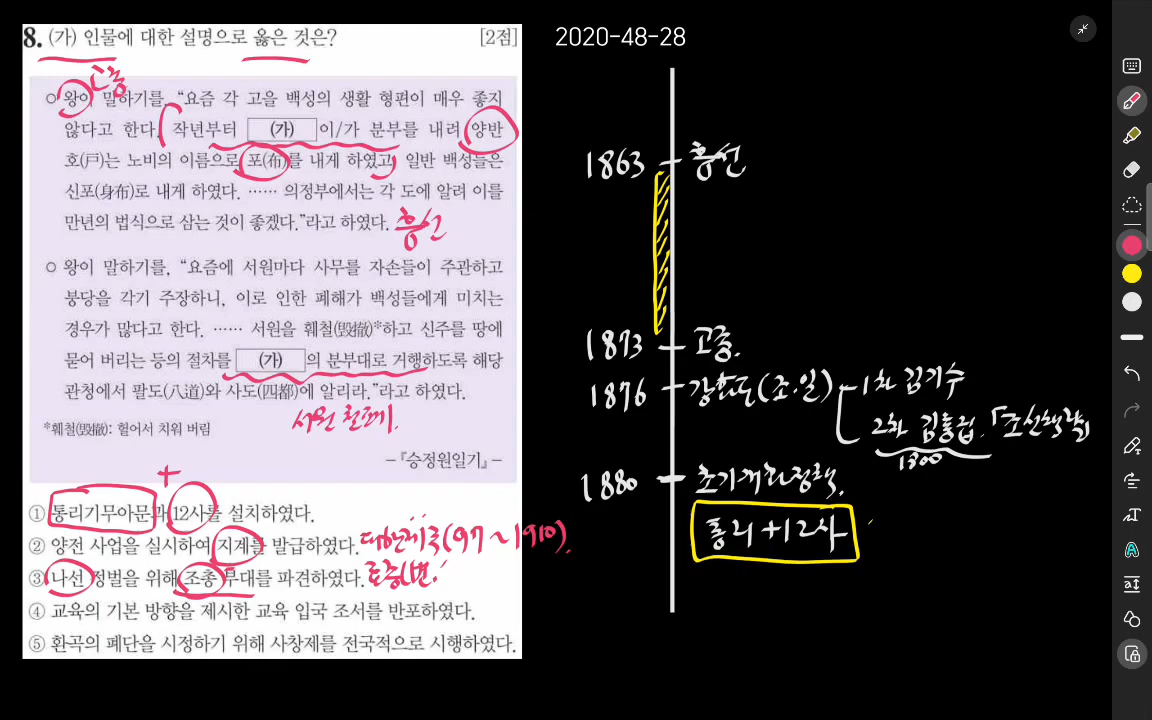 8. (가) 인물에 대한 설명으로 옳은 것은? [2점]
고종
○ 왕이 말하기를, “요즘 각 고을 백성의 생활 형편이 매우 좋지
않다고 한다. 작년부터 (가) 이/가 분부를 내려 양반
호(戶)는 노비의 이름으로 포(布)를 내게 하였고, 일반 백성들은
신포(身布)로 내게 하였다. …… 의정부에서는 각 도에 알려 이를
만년의 법식으로 삼는 것이 좋겠다.”라고 하였다.
흥선
○ 왕이 말하기를, “요즘에 서원마다 사무를 자손들이 주관하고
붕당을 각기 주장하니, 이로 인한 폐해가 백성들에게 미치는
경우가 많다고 한다. …… 서원을 훼철(毁撤)*하고 신주를 땅에
묻어 버리는 등의 절차를 (가) 의 분부대로 거행하도록 해당
관청에서 팔도(八道)와 사도(四都)에 알리라.”라고 하였다.
서원 철폐.
*훼철(毁撤): 헐어서 치워 버림
-『승정원일기』-
+
① 통리기무아문과 12사를 설치하였다.
② 양전 사업을 실시하여 지계를 발급하였다.
대한제국(97~1910).
③ 나선 정벌을 위해 조총 부대를 파견하였다.
효종(변.
④ 교육의 기본 방향을 제시한 교육 입국 조서를 반포하였다.
⑤ 환곡의 폐단을 시정하기 위해 사창제를 전국적으로 시행하였다.
2020-48-28
1863 흥선
1873 고종.
1876 강화도(조·일) 1차 김기수
2차 김홍집.『조선책략』
1880 초기개화정책.
통리+12사